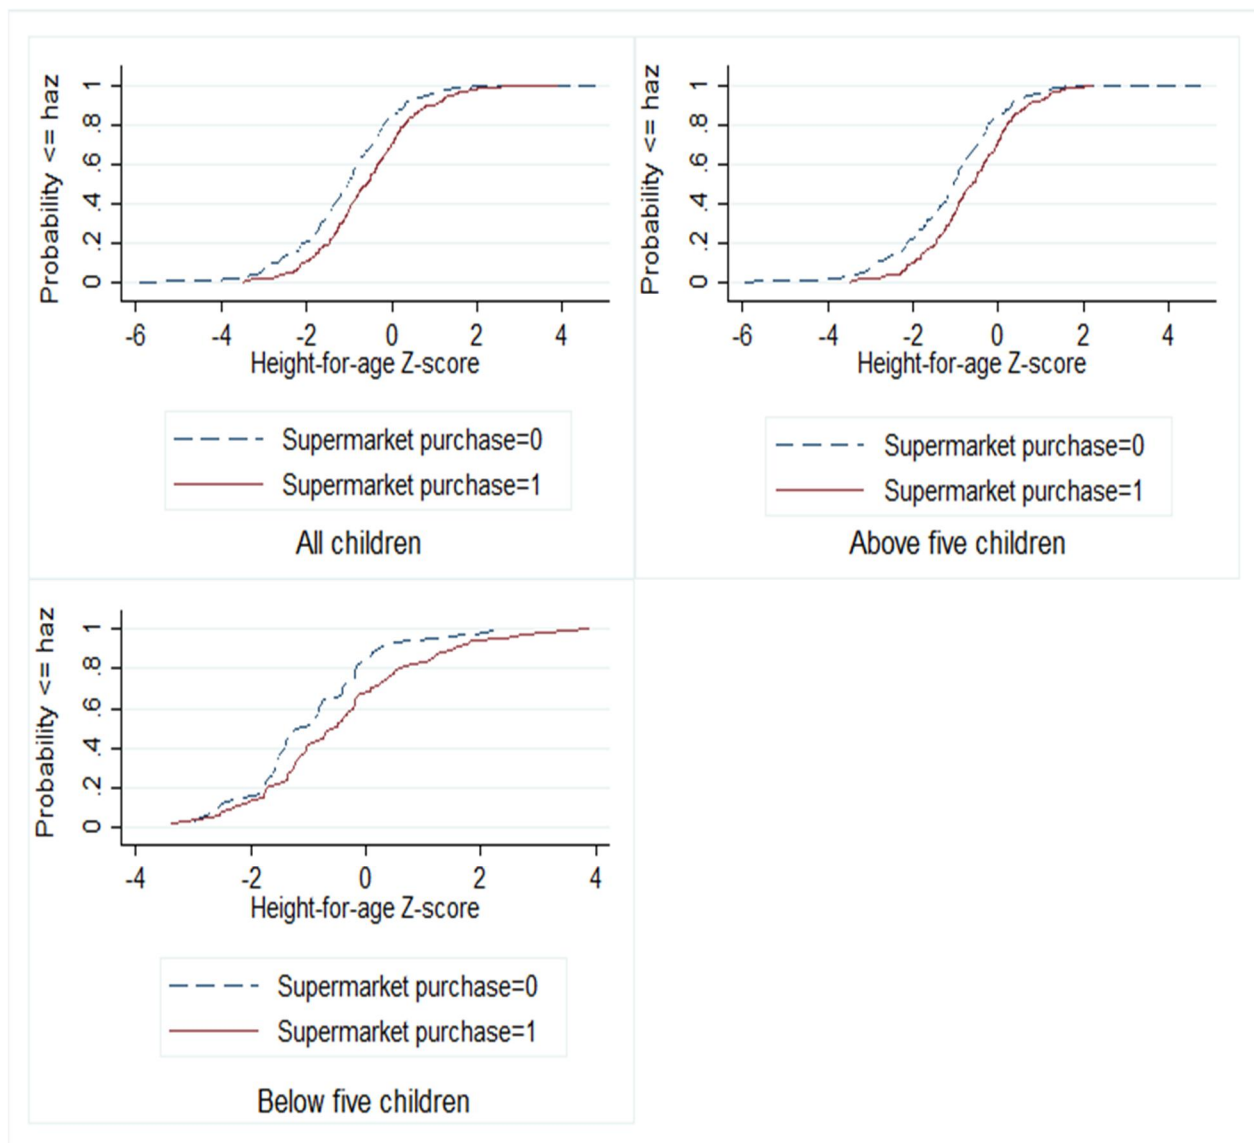 Probability <= haz
1
.8
.6
.4
.2
0
-6 -4 -2 0 2 4
Height-for-age Z-score
Supermarket purchase=0
Supermarket purchase=1
All children
Probability <= haz
1
.8
.6
.4
.2
0
-6 -4 -2 0 2 4
Height-for-age Z-score
Supermarket purchase=0
Supermarket purchase=1
Above five children
Probability <= haz
1
.8
.6
.4
.2
0
-4 -2 0 2 4
Height-for-age Z-score
Supermarket purchase=0
Supermarket purchase=1
Below five children